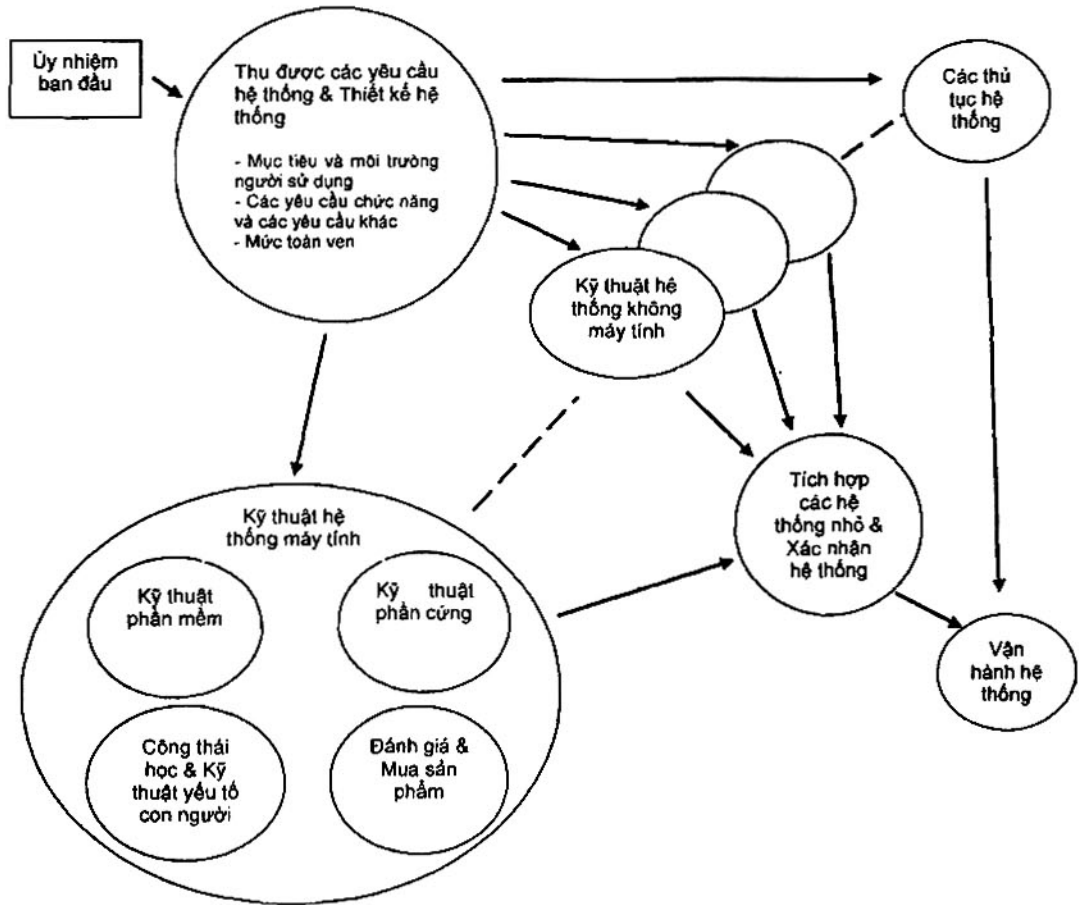 Ủy nhiệm
ban đầu
Thu được các yêu cầu
hệ thống & Thiết kế hệ
thống
- Mục tiêu và môi trường
người sử dụng
- Các yêu cầu chức năng
và các yêu cầu khác
- Mức toàn vẹn
Các thủ
tục hệ
thống
Kỹ thuật hệ
thống không
máy tính
Tích hợp
các hệ
thống nhỏ &
Xác nhận
hệ thống
Kỹ thuật hệ
thống máy tính
Kỹ thuật
phần mềm
Kỹ thuật
phần cứng
Vận
hành hệ
thống
Công thái
học & Kỹ
thuật yếu tố
con người
Đánh giá &
Mua sản
phẩm